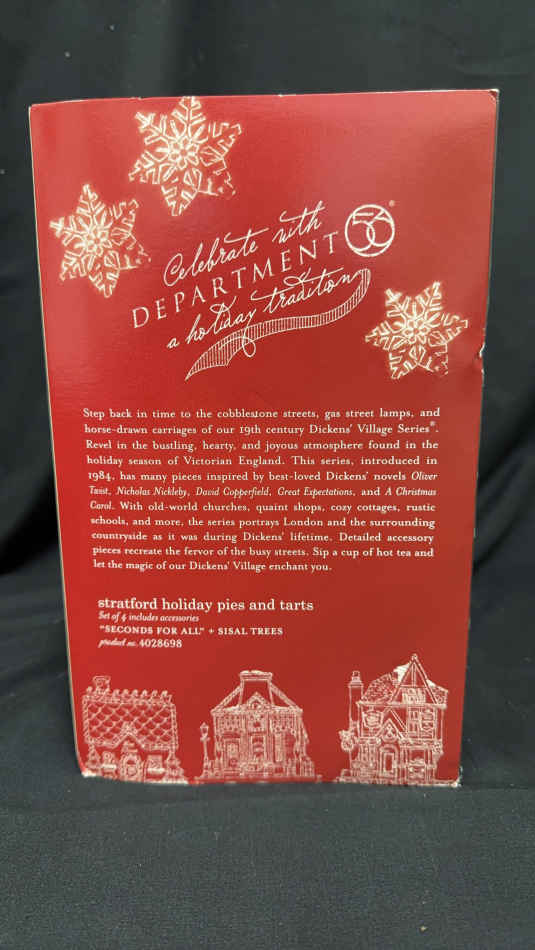 Celebrate with
DEPARTMENT 56®
a holiday tradition
Step back in time to the cobblestone streets, gas street lamps, and
horse-drawn carriages of our 19th century Dickens' Village Series®.
Revel in the bustling, hearty, and joyous atmosphere found in the
holiday season of Victorian England. This series, introduced in
1984, has many pieces inspired by best-loved Dickens' novels Oliver
Twist, Nicholas Nickleby, David Copperfield, Great Expectations, and A Christmas
Carol. With old-world churches, quaint shops, cozy cottages, rustic
schools, and more, the series portrays London and the surrounding
countryside as it was during Dickens' lifetime. Detailed accessory
pieces recreate the fervor of the busy streets. Sip a cup of hot tea and
let the magic of our Dickens' Village enchant you.
stratford holiday pies and tarts
Set of 4 includes accessories
"SECONDS FOR ALL" + SISAL TREES
product no. 4028698